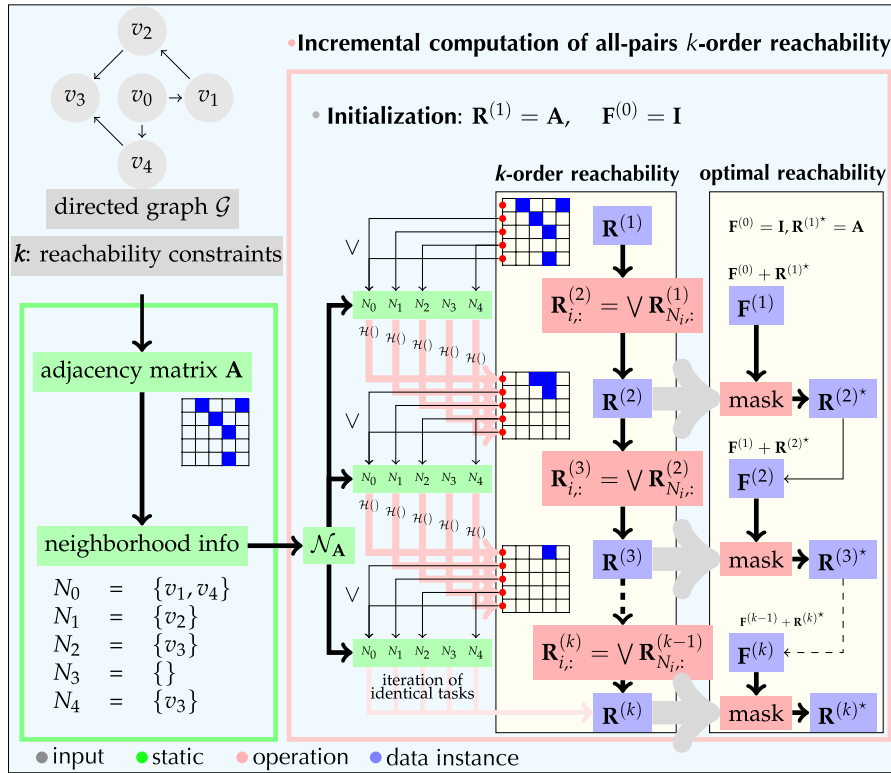 v₂
v₃ v₀ v₁
v₄
directed graph 𝒢
k: reachability constraints
adjacency matrix A
neighborhood info
N₀ = {v₁, v₄}
N₁ = {v₂}
N₂ = {v₃}
N₃ = {}
N₄ = {v₃}
• Incremental computation of all-pairs k-order reachability
• Initialization: R⁽¹⁾ = A, F⁽⁰⁾ = I
𝒩_A
∨
N₀ N₁ N₂ N₃ N₄
ℋ() ℋ() ℋ() ℋ() ℋ()
∨
N₀ N₁ N₂ N₃ N₄
ℋ() ℋ() ℋ() ℋ() ℋ()
∨
N₀ N₁ N₂ N₃ N₄
iteration of
identical tasks
k-order reachability
R⁽¹⁾
R⁽²⁾_{i,:} = ⋁ R⁽¹⁾_{N_i,:}
R⁽²⁾
R⁽³⁾_{i,:} = ⋁ R⁽²⁾_{N_i,:}
R⁽³⁾
R⁽ᵏ⁾_{i,:} = ⋁ R⁽ᵏ⁻¹⁾_{N_i,:}
R⁽ᵏ⁾
optimal reachability
F⁽⁰⁾ = I, R⁽¹⁾* = A
F⁽⁰⁾ + R⁽¹⁾*
F⁽¹⁾
mask R⁽²⁾*
F⁽¹⁾ + R⁽²⁾*
F⁽²⁾
mask R⁽³⁾*
F⁽ᵏ⁻¹⁾ + R⁽ᵏ⁾*
F⁽ᵏ⁾
mask R⁽ᵏ⁾*
input static operation data instance